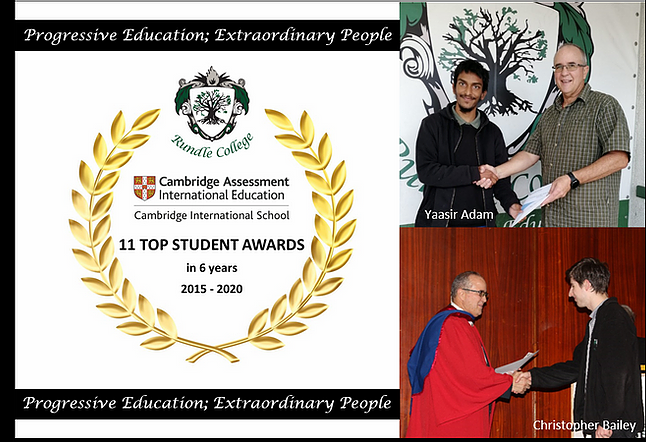 Progressive Education; Extraordinary People
Rundle College
Cambridge Assessment
International Education
Cambridge International School
11 TOP STUDENT AWARDS
in 6 years
2015 - 2020
Progressive Education; Extraordinary People
Yaasir Adam
Christopher Bailey